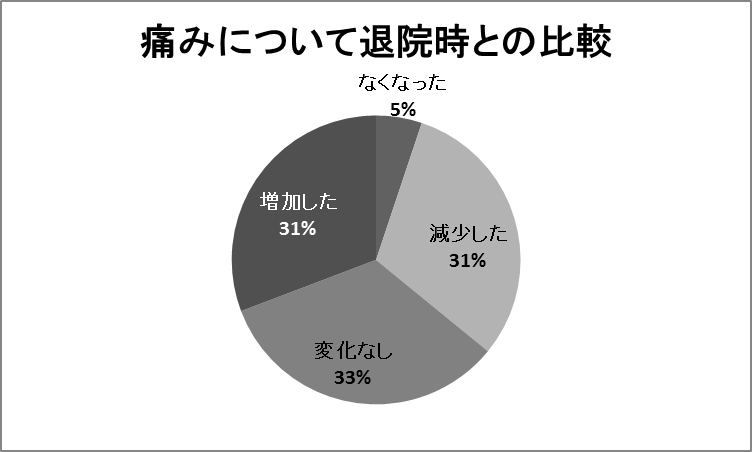 痛みについて退院時との比較
なくなった
5%
減少した
31%
変化なし
33%
増加した
31%